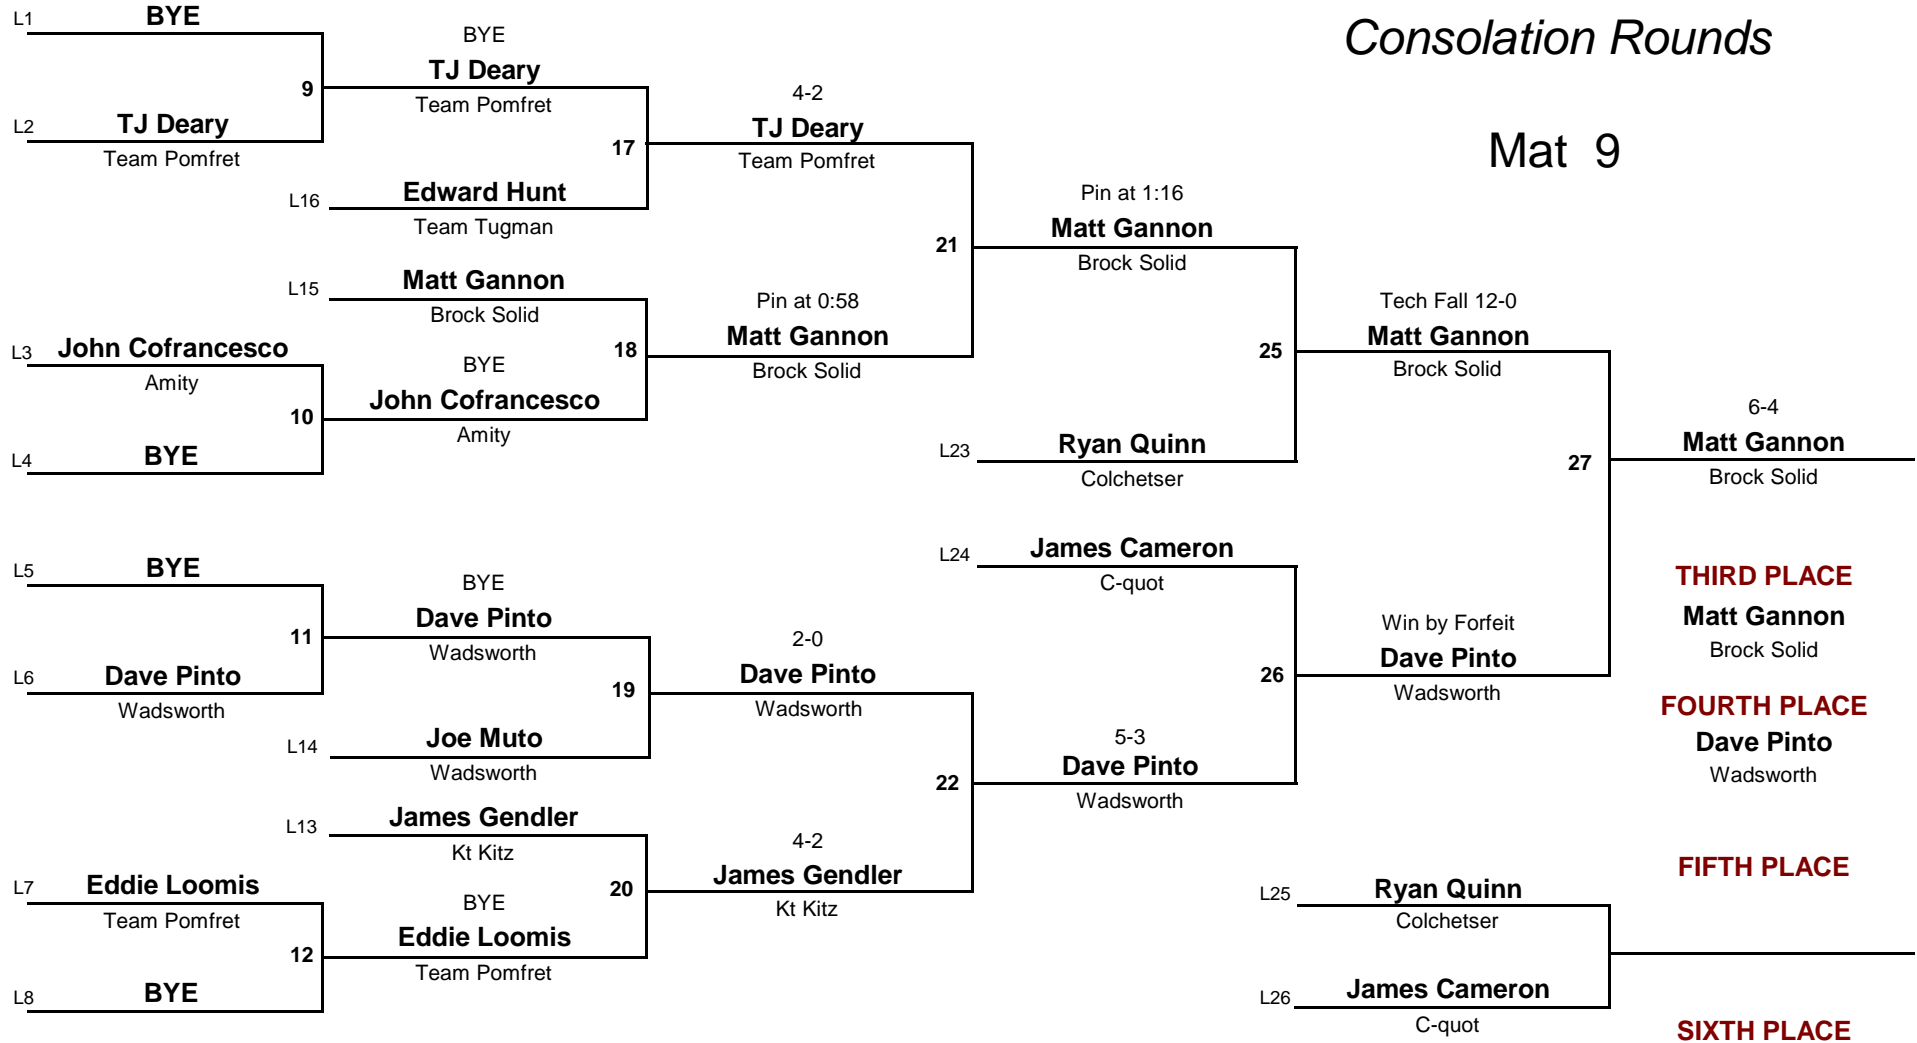 Consolation Rounds
Mat 9
L1
BYE
9
L2
TJ Deary
Team Pomfret
BYE
TJ Deary
Team Pomfret
17
L16
Edward Hunt
Team Tugman
4-2
TJ Deary
Team Pomfret
L15
Matt Gannon
Brock Solid
18
L3
John Cofrancesco
Amity
10
L4
BYE
BYE
John Cofrancesco
Amity
Pin at 0:58
Matt Gannon
Brock Solid
21
Pin at 1:16
Matt Gannon
Brock Solid
25
L23
Ryan Quinn
Colchetser
Tech Fall 12-0
Matt Gannon
Brock Solid
27
6-4
Matt Gannon
Brock Solid
L5
BYE
11
L6
Dave Pinto
Wadsworth
BYE
Dave Pinto
Wadsworth
19
L14
Joe Muto
Wadsworth
2-0
Dave Pinto
Wadsworth
L13
James Gendler
Kt Kitz
20
L7
Eddie Loomis
Team Pomfret
12
L8
BYE
BYE
Eddie Loomis
Team Pomfret
4-2
James Gendler
Kt Kitz
22
5-3
Dave Pinto
Wadsworth
L24
James Cameron
C-quot
26
Win by Forfeit
Dave Pinto
Wadsworth
THIRD PLACE
Matt Gannon
Brock Solid
FOURTH PLACE
Dave Pinto
Wadsworth
L25
Ryan Quinn
Colchetser
L26
James Cameron
C-quot
FIFTH PLACE
SIXTH PLACE